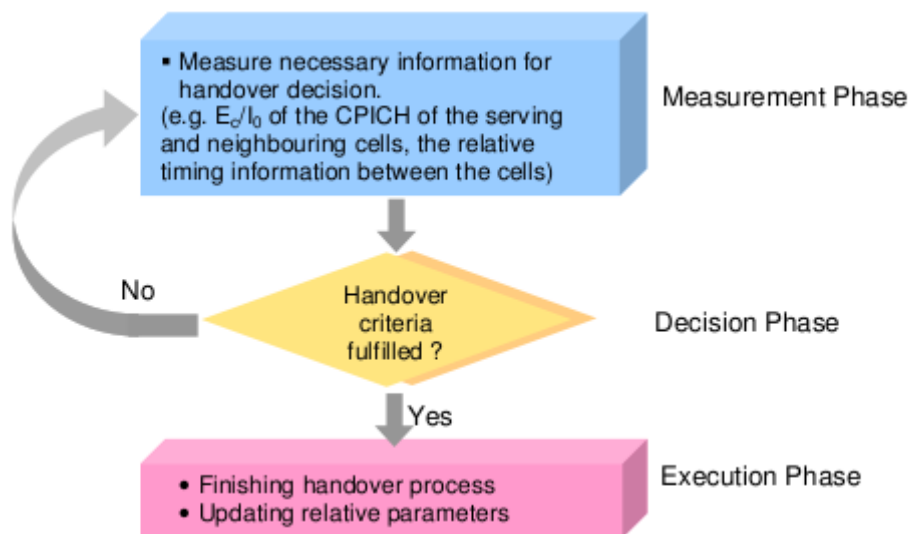 ▪ Measure necessary information for
handover decision.
(e.g. Ec/I0 of the CPICH of the serving
and neighbouring cells, the relative
timing information between the cells)
Measurement Phase
No
Handover
criteria
fulfilled ?
Decision Phase
Yes
• Finishing handover process
• Updating relative parameters
Execution Phase